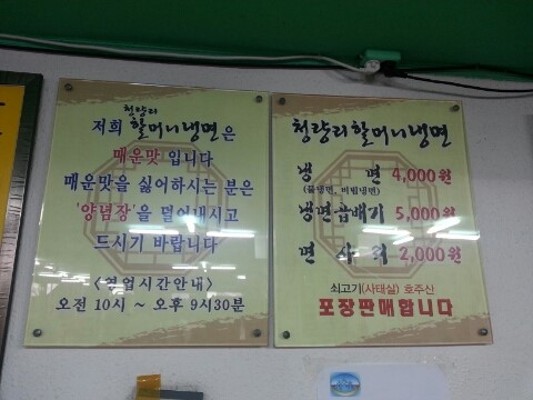 저희 청량리 할머니냉면은
매운맛 입니다
매운맛을 싫어하시는 분은
'양념장'을 덜어내시고
드시기 바랍니다
<영업시간안내>
오전 10시 ~ 오후 9시30분
청량리할머니냉면
냉 면 4,000원
(물냉면, 비빔냉면)
냉면곱배기 5,000원
면 사 리 2,000원
쇠고기(사태살) 호주산
포장판매합니다